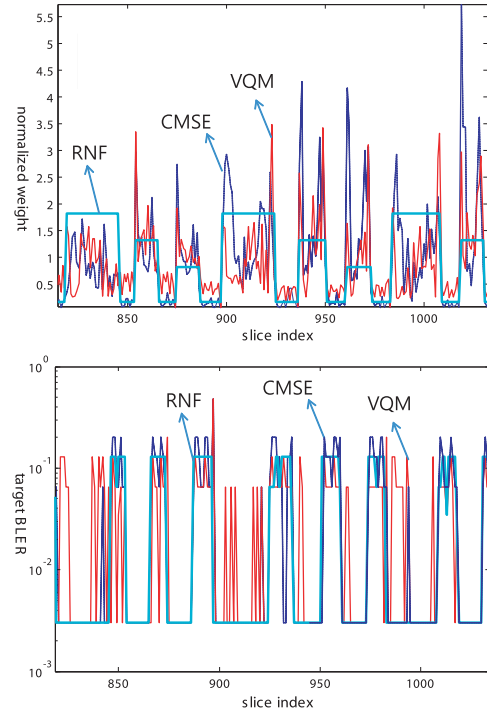 5.5
5
4.5
4
3.5
3
2.5
2
1.5
1
0.5
normalized weight
RNF
CMSE
VQM
850
900
950
1000
slice index
10^0
10^-1
10^-2
10^-3
target BLER
RNF
CMSE
VQM
850
900
950
1000
slice index